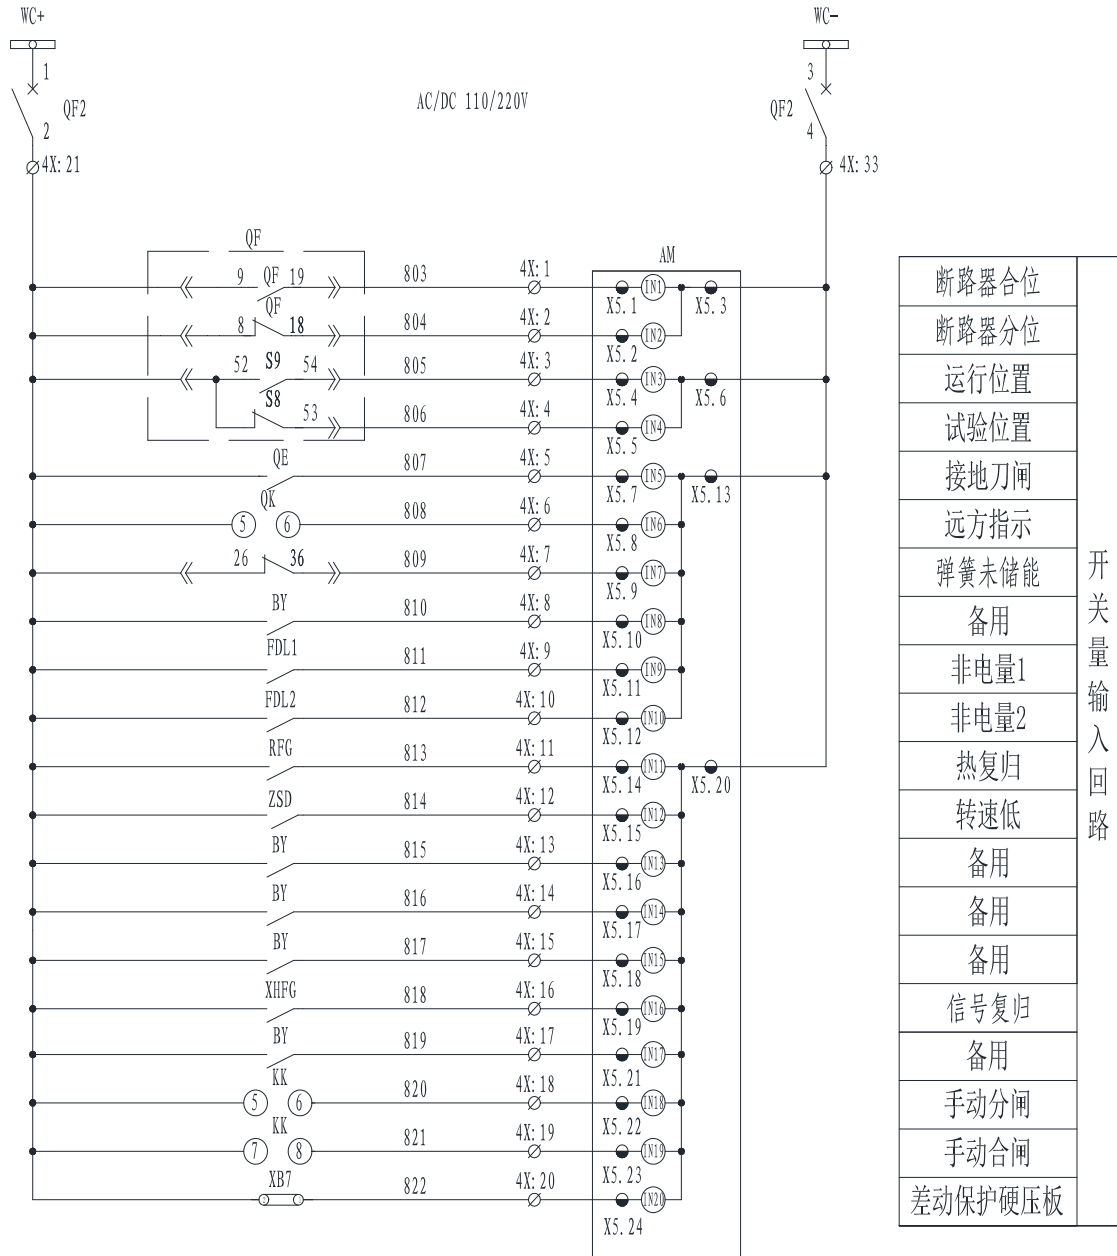 WC+
WC-
1
3
AC/DC 110/220V
QF2
QF2
2
4
4X:21
4X:33
QF
AM
9 QF 19 803 4X:1 IN1 断路器合位
X5.1 X5.3
QF
8 18 804 4X:2 IN2 断路器分位
X5.2
52 S9 54 805 4X:3 IN3 运行位置
X5.4 X5.6
S8
53 806 4X:4 IN4 试验位置
X5.5
QE 807 4X:5 IN5 接地刀闸
X5.7 X5.13
QK
5 6 808 4X:6 IN6 远方指示
X5.8
26 36 809 4X:7 IN7 弹簧未储能
X5.9
BY 810 4X:8 IN8 备用
X5.10
FDL1 811 4X:9 IN9 非电量1
X5.11
FDL2 812 4X:10 IN10 非电量2
X5.12
RFG 813 4X:11 IN11 热复归
X5.14 X5.20
ZSD 814 4X:12 IN12 转速低
X5.15
BY 815 4X:13 IN13 备用
X5.16
BY 816 4X:14 IN14 备用
X5.17
BY 817 4X:15 IN15 备用
X5.18
XHFG 818 4X:16 IN16 信号复归
X5.19
BY 819 4X:17 IN17 备用
X5.21
KK
5 6 820 4X:18 IN18 手动分闸
X5.22
KK
7 8 821 4X:19 IN19 手动合闸
X5.23
XB7 822 4X:20 IN20 差动保护硬压板
X5.24
开关量输入回路